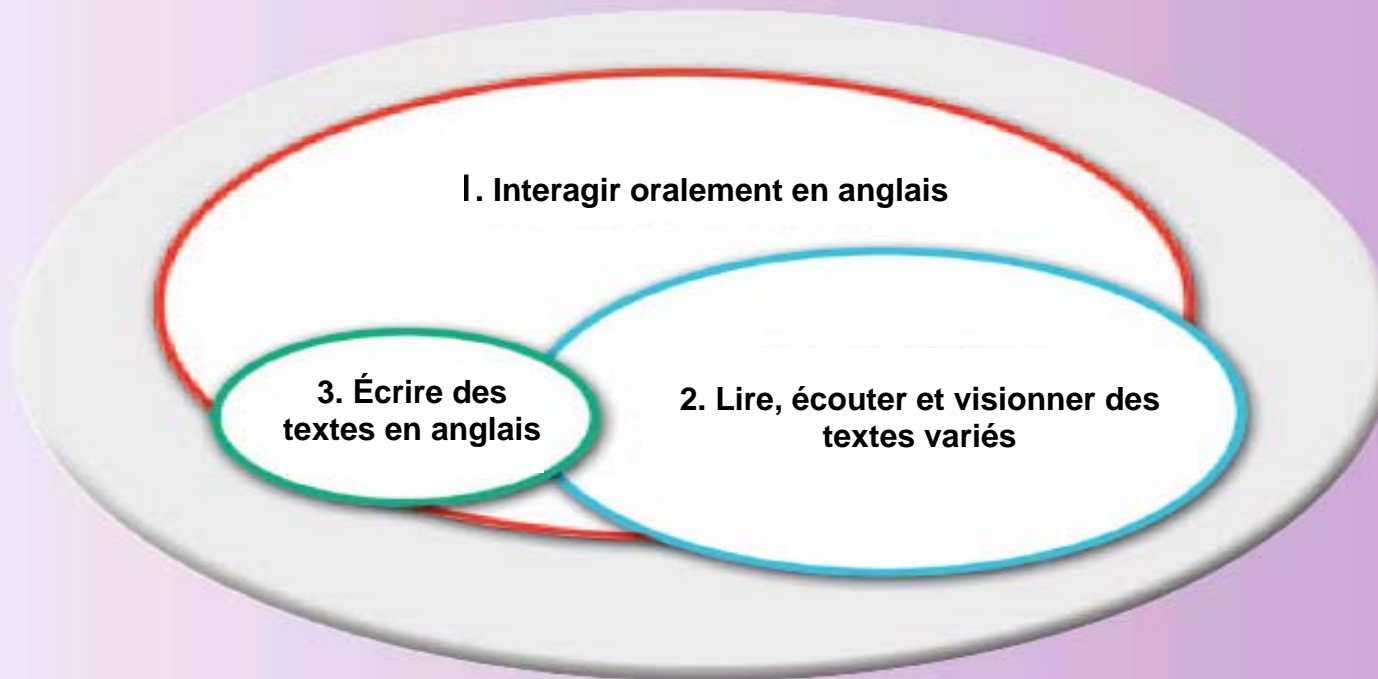 1. Interagir oralement en anglais
3. Écrire des
textes en anglais
2. Lire, écouter et visionner des
textes variés